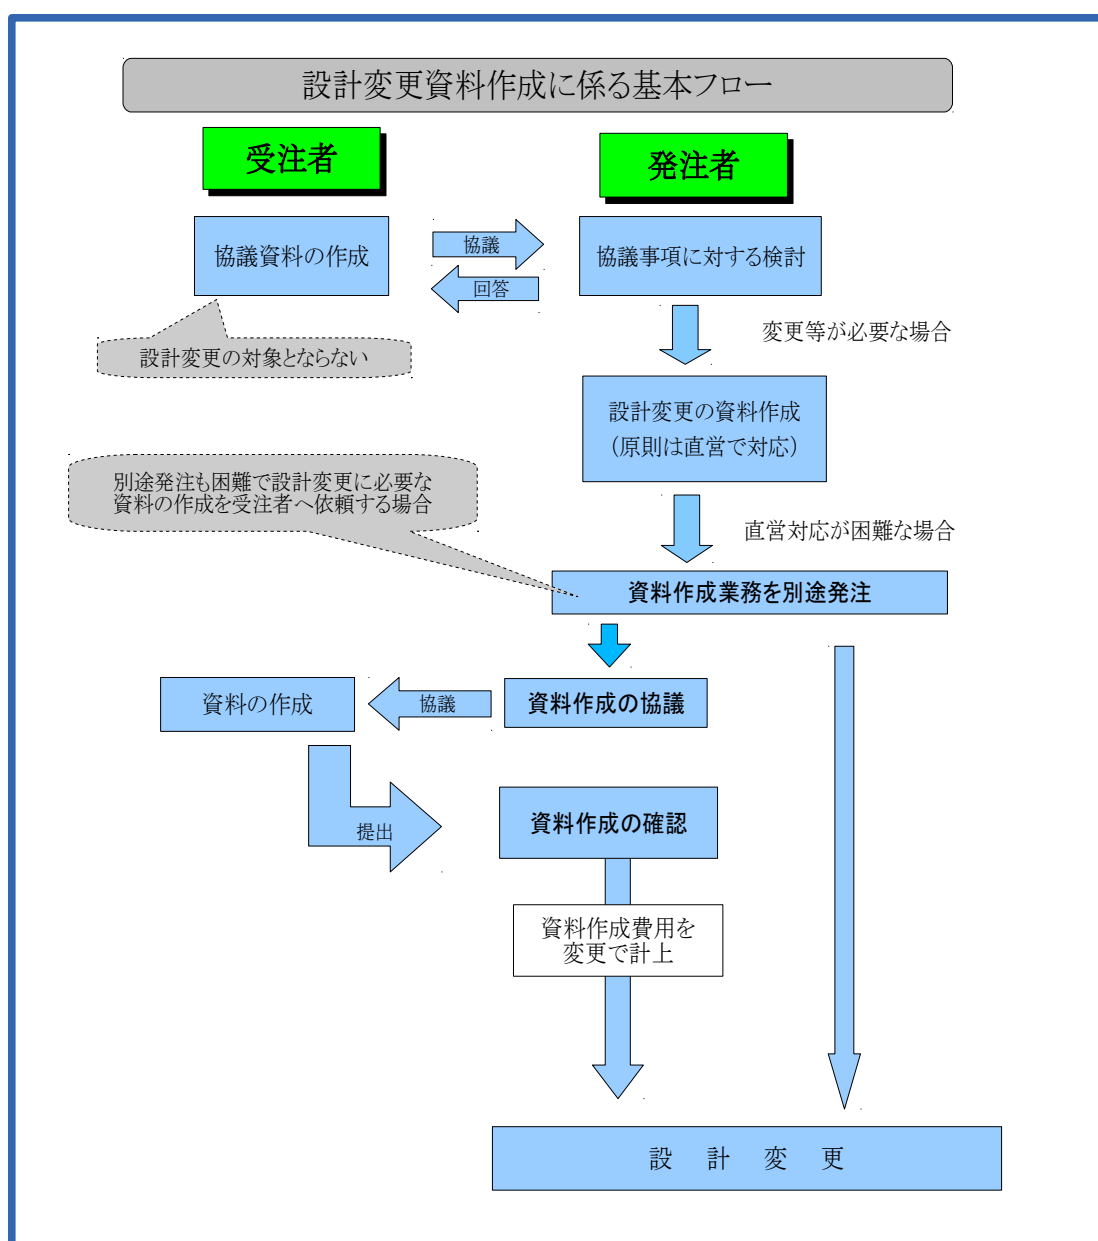 設計変更資料作成に係る基本フロー
受注者
発注者
協議資料の作成
協議
回答
協議事項に対する検討
設計変更の対象とならない
変更等が必要な場合
設計変更の資料作成
(原則は直営で対応)
別途発注も困難で設計変更に必要な
資料の作成を受注者へ依頼する場合
直営対応が困難な場合
資料作成業務を別途発注
資料の作成
協議
資料作成の協議
提出
資料作成の確認
資料作成費用を
変更で計上
設 計 変 更